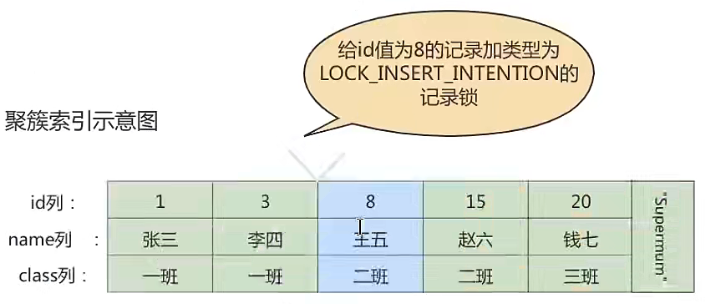 给id值为8的记录加类型为
LOCK_INSERT_INTENTION的
记录锁
聚簇索引示意图
id列： 1 3 8 15 20 "Supermum"
name列 ： 张三 李四 王五 赵六 钱七
class列： 一班 一班 二班 二班 三班